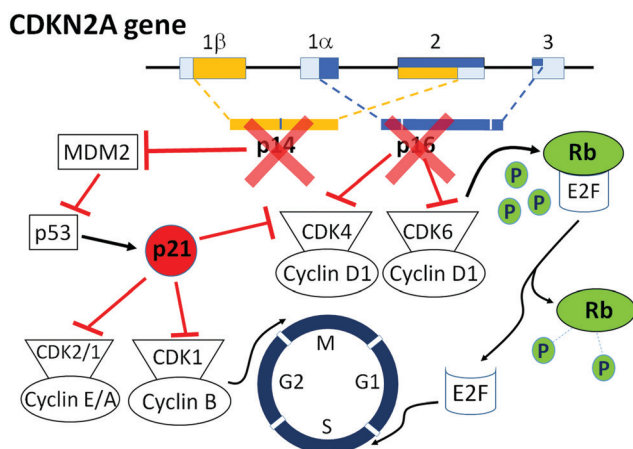 CDKN2A gene
1β 1α 2 3
p14 p16
MDM2
p53
p21
CDK4 CDK6
Cyclin D1 Cyclin D1
Rb
E2F
P
P
P
Rb
P P
CDK2/1 CDK1
Cyclin E/A Cyclin B
M
G2 G1
S
E2F